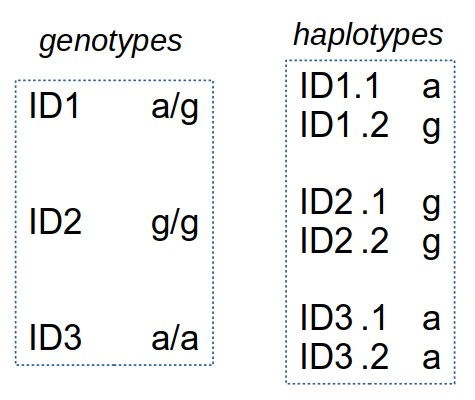 genotypes
ID1 a/g
ID2 g/g
ID3 a/a
haplotypes
ID1.1 a
ID1.2 g
ID2.1 g
ID2.2 g
ID3.1 a
ID3.2 a